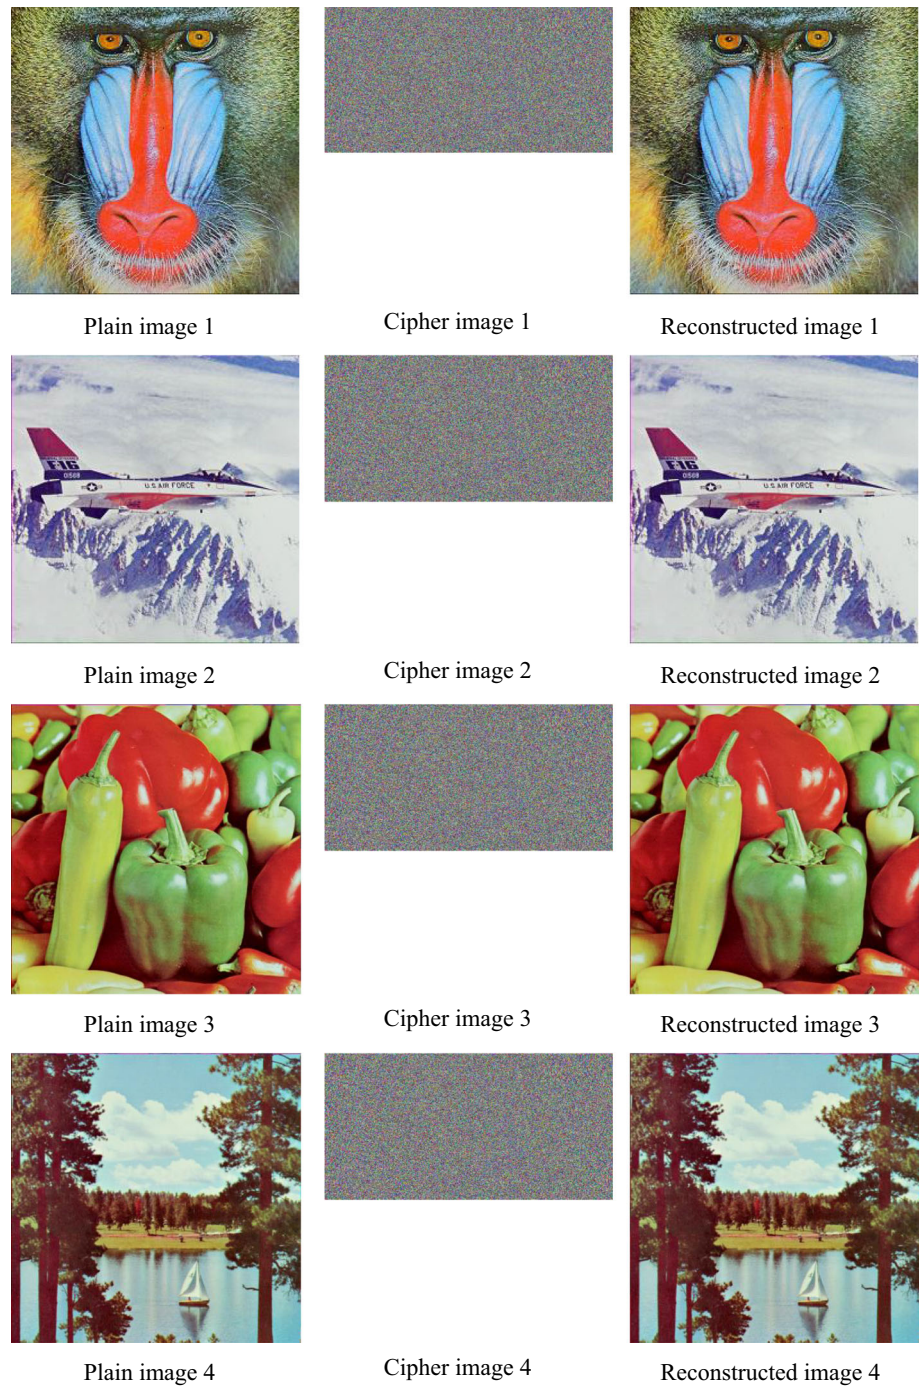 Plain image 1
Cipher image 1
Reconstructed image 1
F-16
01568
U.S. AIR FORCE
U.S. AIR FORCE
Plain image 2
Cipher image 2
Reconstructed image 2
Plain image 3
Cipher image 3
Reconstructed image 3
Plain image 4
Cipher image 4
Reconstructed image 4